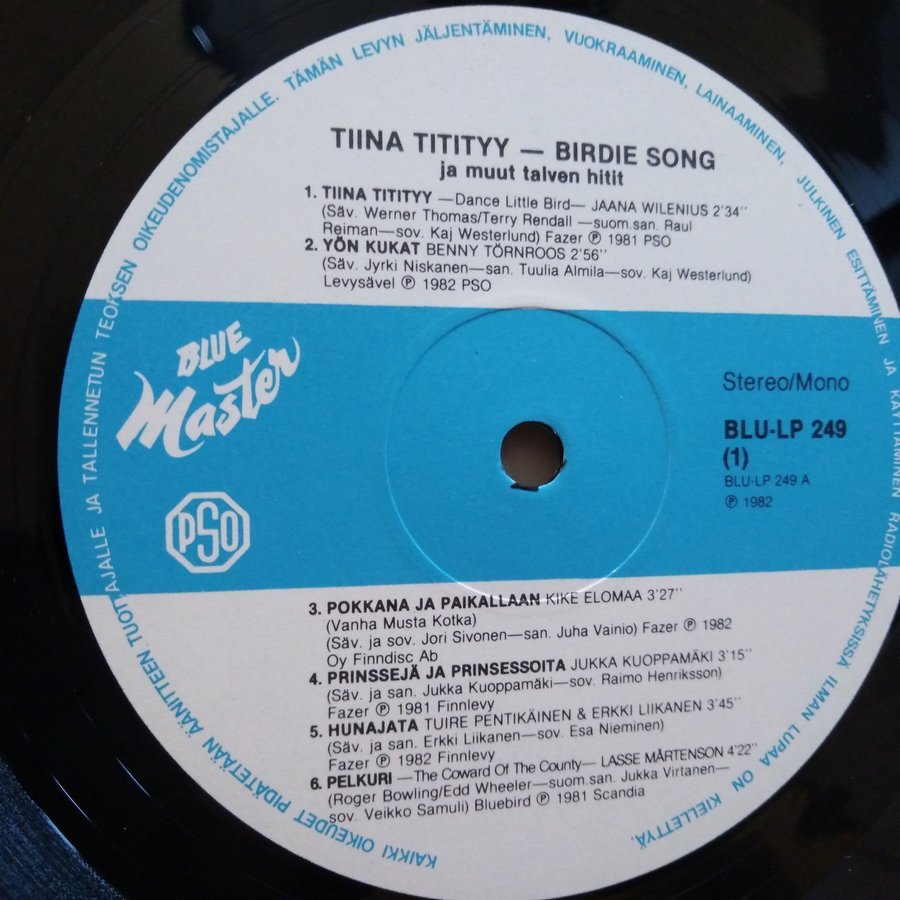 KAIKKI OIKEUDET PIDÄTETÄÄN ÄÄNITTEEN TUOTTAJALLE JA TALLENNETUN TEOKSEN OIKEUDENOMISTAJALLE. TÄMÄN LEVYN JÄLJENTÄMINEN, VUOKRAAMINEN, LAINAAMINEN, JULKINEN ESITTÄMINEN JA KÄYTTÄMINEN RADIOLÄHETYKSISSÄ ILMAN LUPAA ON KIELLETTYÄ.
TIINA TITITYY — BIRDIE SONG
ja muut talven hitit
1. TIINA TITITYY —Dance Little Bird— JAANA WILENIUS 2'34''
(Säv. Werner Thomas/Terry Rendall —suom.san. Raul
Reiman—sov. Kaj Westerlund) Fazer ℗ 1981 PSO
2. YÖN KUKAT BENNY TÖRNROOS 2'56''
(Säv. Jyrki Niskanen—san. Tuulia Almila—sov. Kaj Westerlund)
Levysävel ℗ 1982 PSO
BLUE
Master
PSO
Stereo/Mono
BLU-LP 249
(1)
BLU-LP 249 A
℗ 1982
3. POKKANA JA PAIKALLAAN KIKE ELOMAA 3'27''
(Vanha Musta Kotka)
(Säv. ja sov. Jori Sivonen—san. Juha Vainio) Fazer ℗ 1982
Oy Finndisc Ab
4. PRINSSEJÄ JA PRINSESSOITA JUKKA KUOPPAMÄKI 3'15''
(Säv. ja san. Jukka Kuoppamäki—sov. Raimo Henriksson)
Fazer ℗ 1981 Finnlevy
5. HUNAJATA TUIRE PENTIKÄINEN & ERKKI LIIKANEN 3'45''
(Säv. ja san. Erkki Liikanen—sov. Esa Nieminen)
Fazer ℗ 1982 Finnlevy
6. PELKURI —The Coward Of The County— LASSE MÅRTENSON 4'22''
(Roger Bowling/Edd Wheeler—suom.san. Jukka Virtanen—
sov. Veikko Samuli) Bluebird ℗ 1981 Scandia